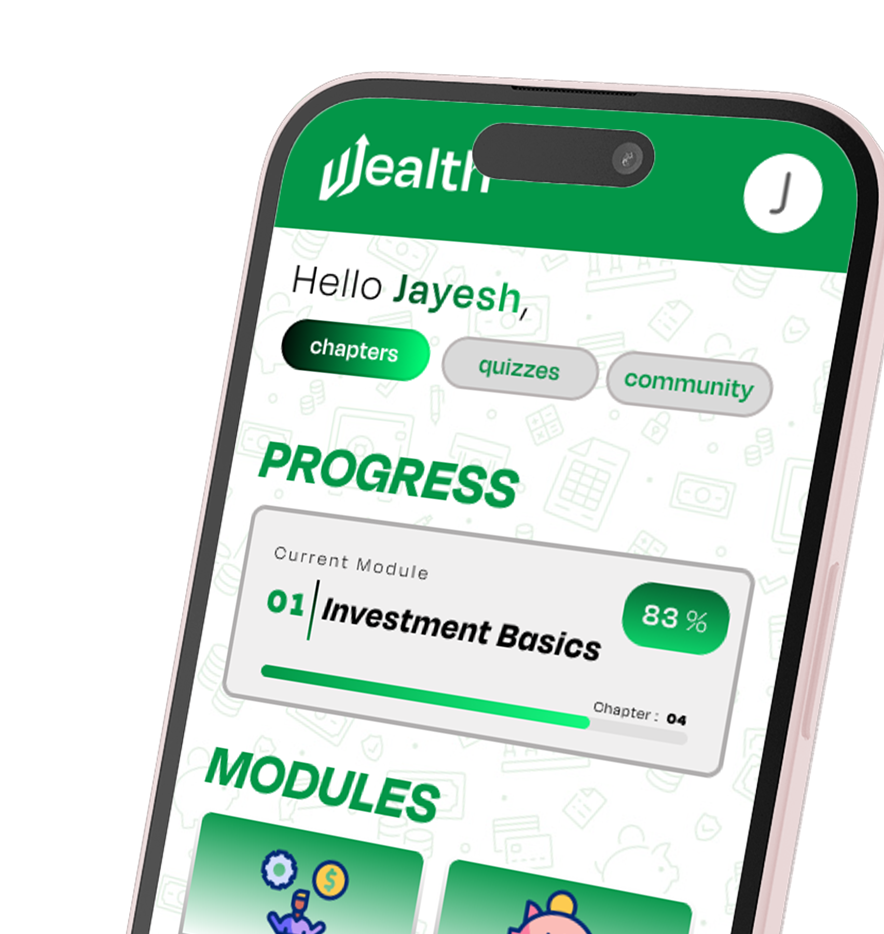 Wealth
J
Hello Jayesh,
chapters
quizzes
community
PROGRESS
Current Module
01 Investment Basics
83 %
Chapter : 04
MODULES
$